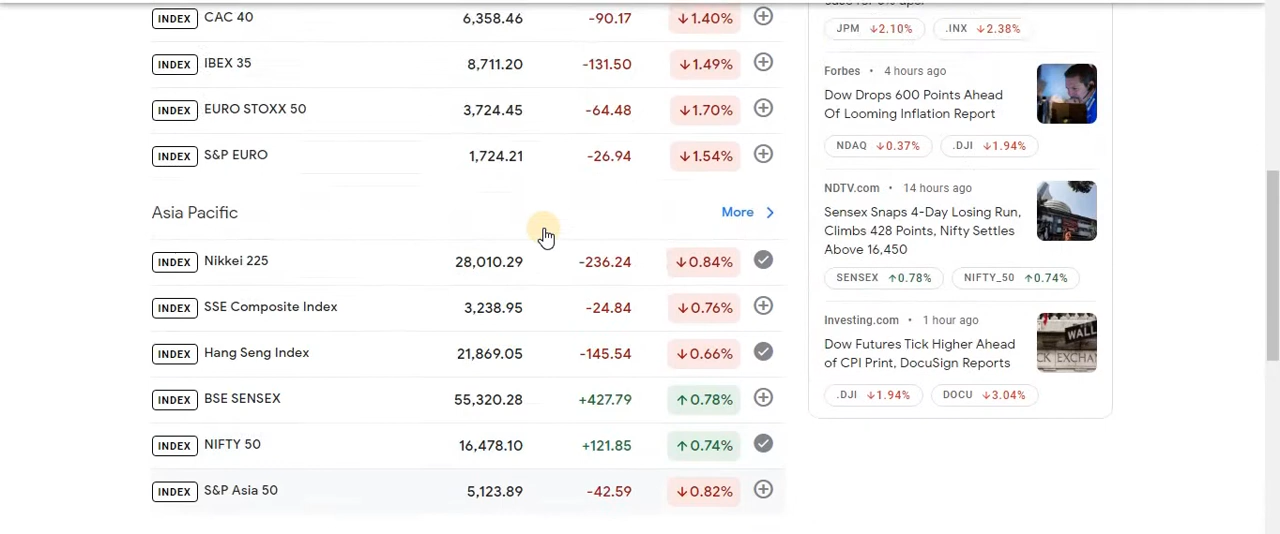 INDEX CAC 40 6,358.46 -90.17 ↓1.40%
INDEX IBEX 35 8,711.20 -131.50 ↓1.49%
INDEX EURO STOXX 50 3,724.45 -64.48 ↓1.70%
INDEX S&P EURO 1,724.21 -26.94 ↓1.54%
Asia Pacific More
INDEX Nikkei 225 28,010.29 -236.24 ↓0.84%
INDEX SSE Composite Index 3,238.95 -24.84 ↓0.76%
INDEX Hang Seng Index 21,869.05 -145.54 ↓0.66%
INDEX BSE SENSEX 55,320.28 +427.79 ↑0.78%
INDEX NIFTY 50 16,478.10 +121.85 ↑0.74%
INDEX S&P Asia 50 5,123.89 -42.59 ↓0.82%
JPM ↓2.10% .INX ↓2.38%
Forbes • 4 hours ago
Dow Drops 600 Points Ahead
Of Looming Inflation Report
NDAQ ↓0.37% .DJI ↓1.94%
NDTV.com • 14 hours ago
Sensex Snaps 4-Day Losing Run,
Climbs 428 Points, Nifty Settles
Above 16,450
SENSEX ↑0.78% NIFTY_50 ↑0.74%
Investing.com • 1 hour ago
Dow Futures Tick Higher Ahead
of CPI Print, DocuSign Reports
.DJI ↓1.94% DOCU ↓3.04%
WALL